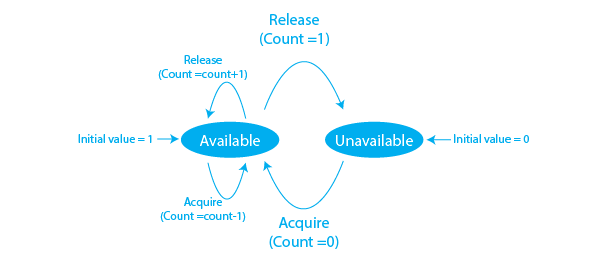 Release
(Count =1)
Release
(Count =count+1)
Initial value = 1
Available
Unavailable
Initial value = 0
Acquire
(Count =count-1)
Acquire
(Count =0)